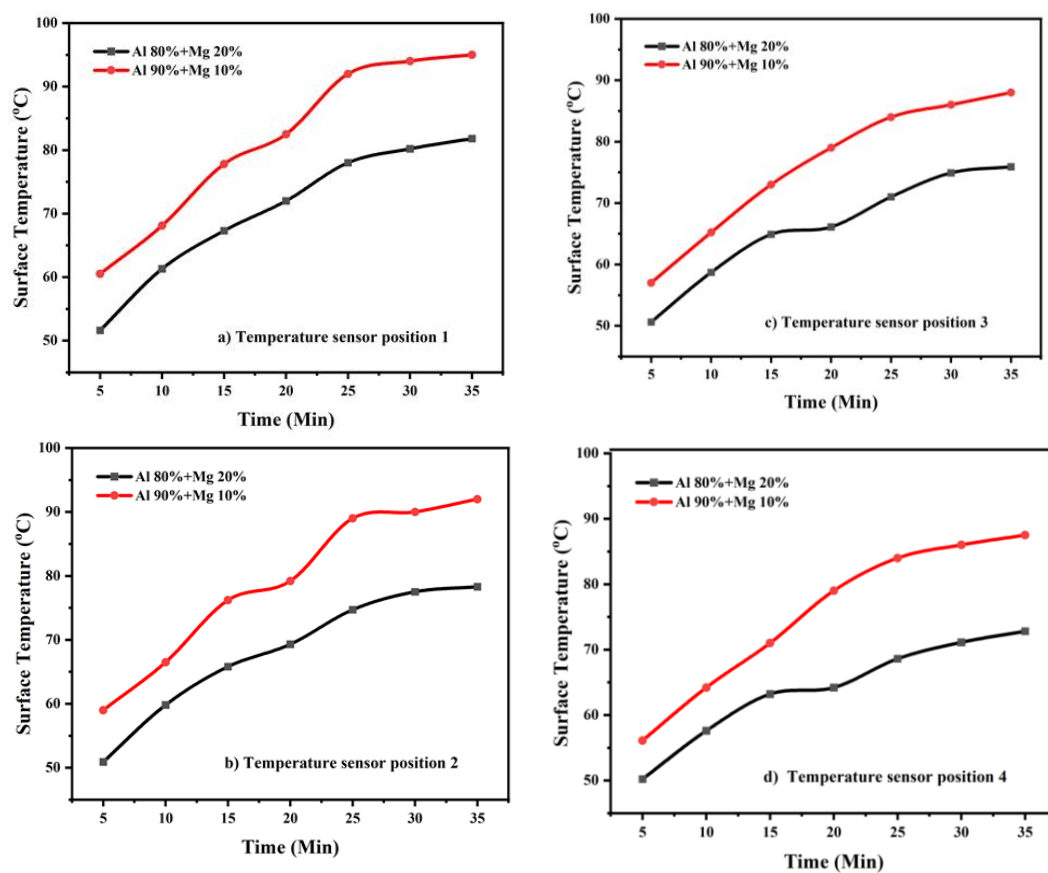 100
90
80
70
60
50
Surface Temperature (ºC)
Al 80%+Mg 20%
Al 90%+Mg 10%
a) Temperature sensor position 1
5 10 15 20 25 30 35
Time (Min)
100
90
80
70
60
50
Surface Temperature (ºC)
Al 80%+Mg 20%
Al 90%+Mg 10%
c) Temperature sensor position 3
5 10 15 20 25 30 35
Time (Min)
100
90
80
70
60
50
Surface Temperature (ºC)
Al 80%+Mg 20%
Al 90%+Mg 10%
b) Temperature sensor position 2
5 10 15 20 25 30 35
Time (Min)
100
90
80
70
60
50
Surface Temperature (ºC)
Al 80%+Mg 20%
Al 90%+Mg 10%
d) Temperature sensor position 4
5 10 15 20 25 30 35
Time (Min)